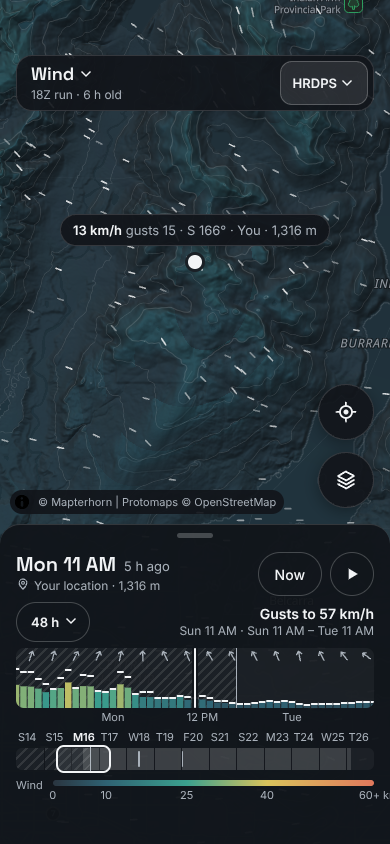 Provincial Park
Wind
18Z run · 6 h old
HRDPS
13 km/h gusts 15 · S 166° · You · 1,316 m
BURRAR
© Mapterhorn | Protomaps © OpenStreetMap
Mon 11 AM 5 h ago
Your location · 1,316 m
Now
48 h
Gusts to 57 km/h
Sun 11 AM · Sun 11 AM – Tue 11 AM
Mon 12 PM Tue
S14 S15 M16 T17 W18 T19 F20 S21 S22 M23 T24 W25 T26
Wind
0 10 25 40 60+ k